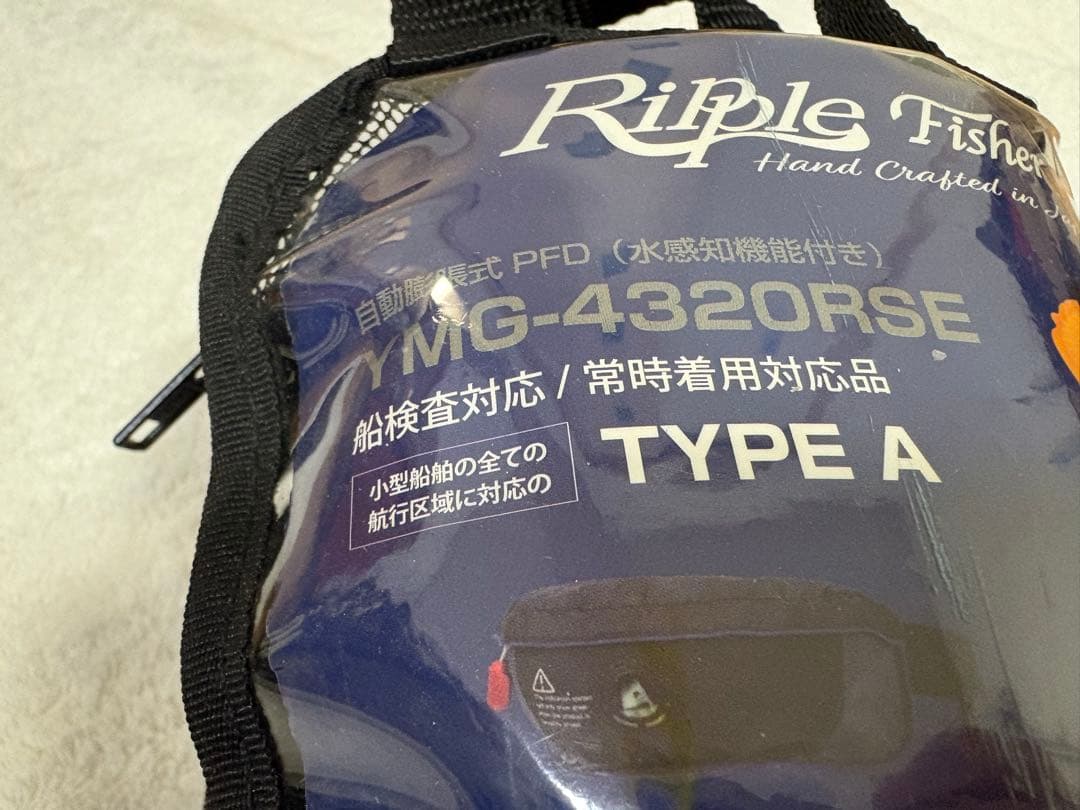 Ripple Fisher
Hand Crafted in Ja
自動膨脹式 PFD（水感知機能付き）
YMG-4320RSE
船検査対応 / 常時着用対応品
小型船舶の全ての
航行区域に対応の
TYPE A